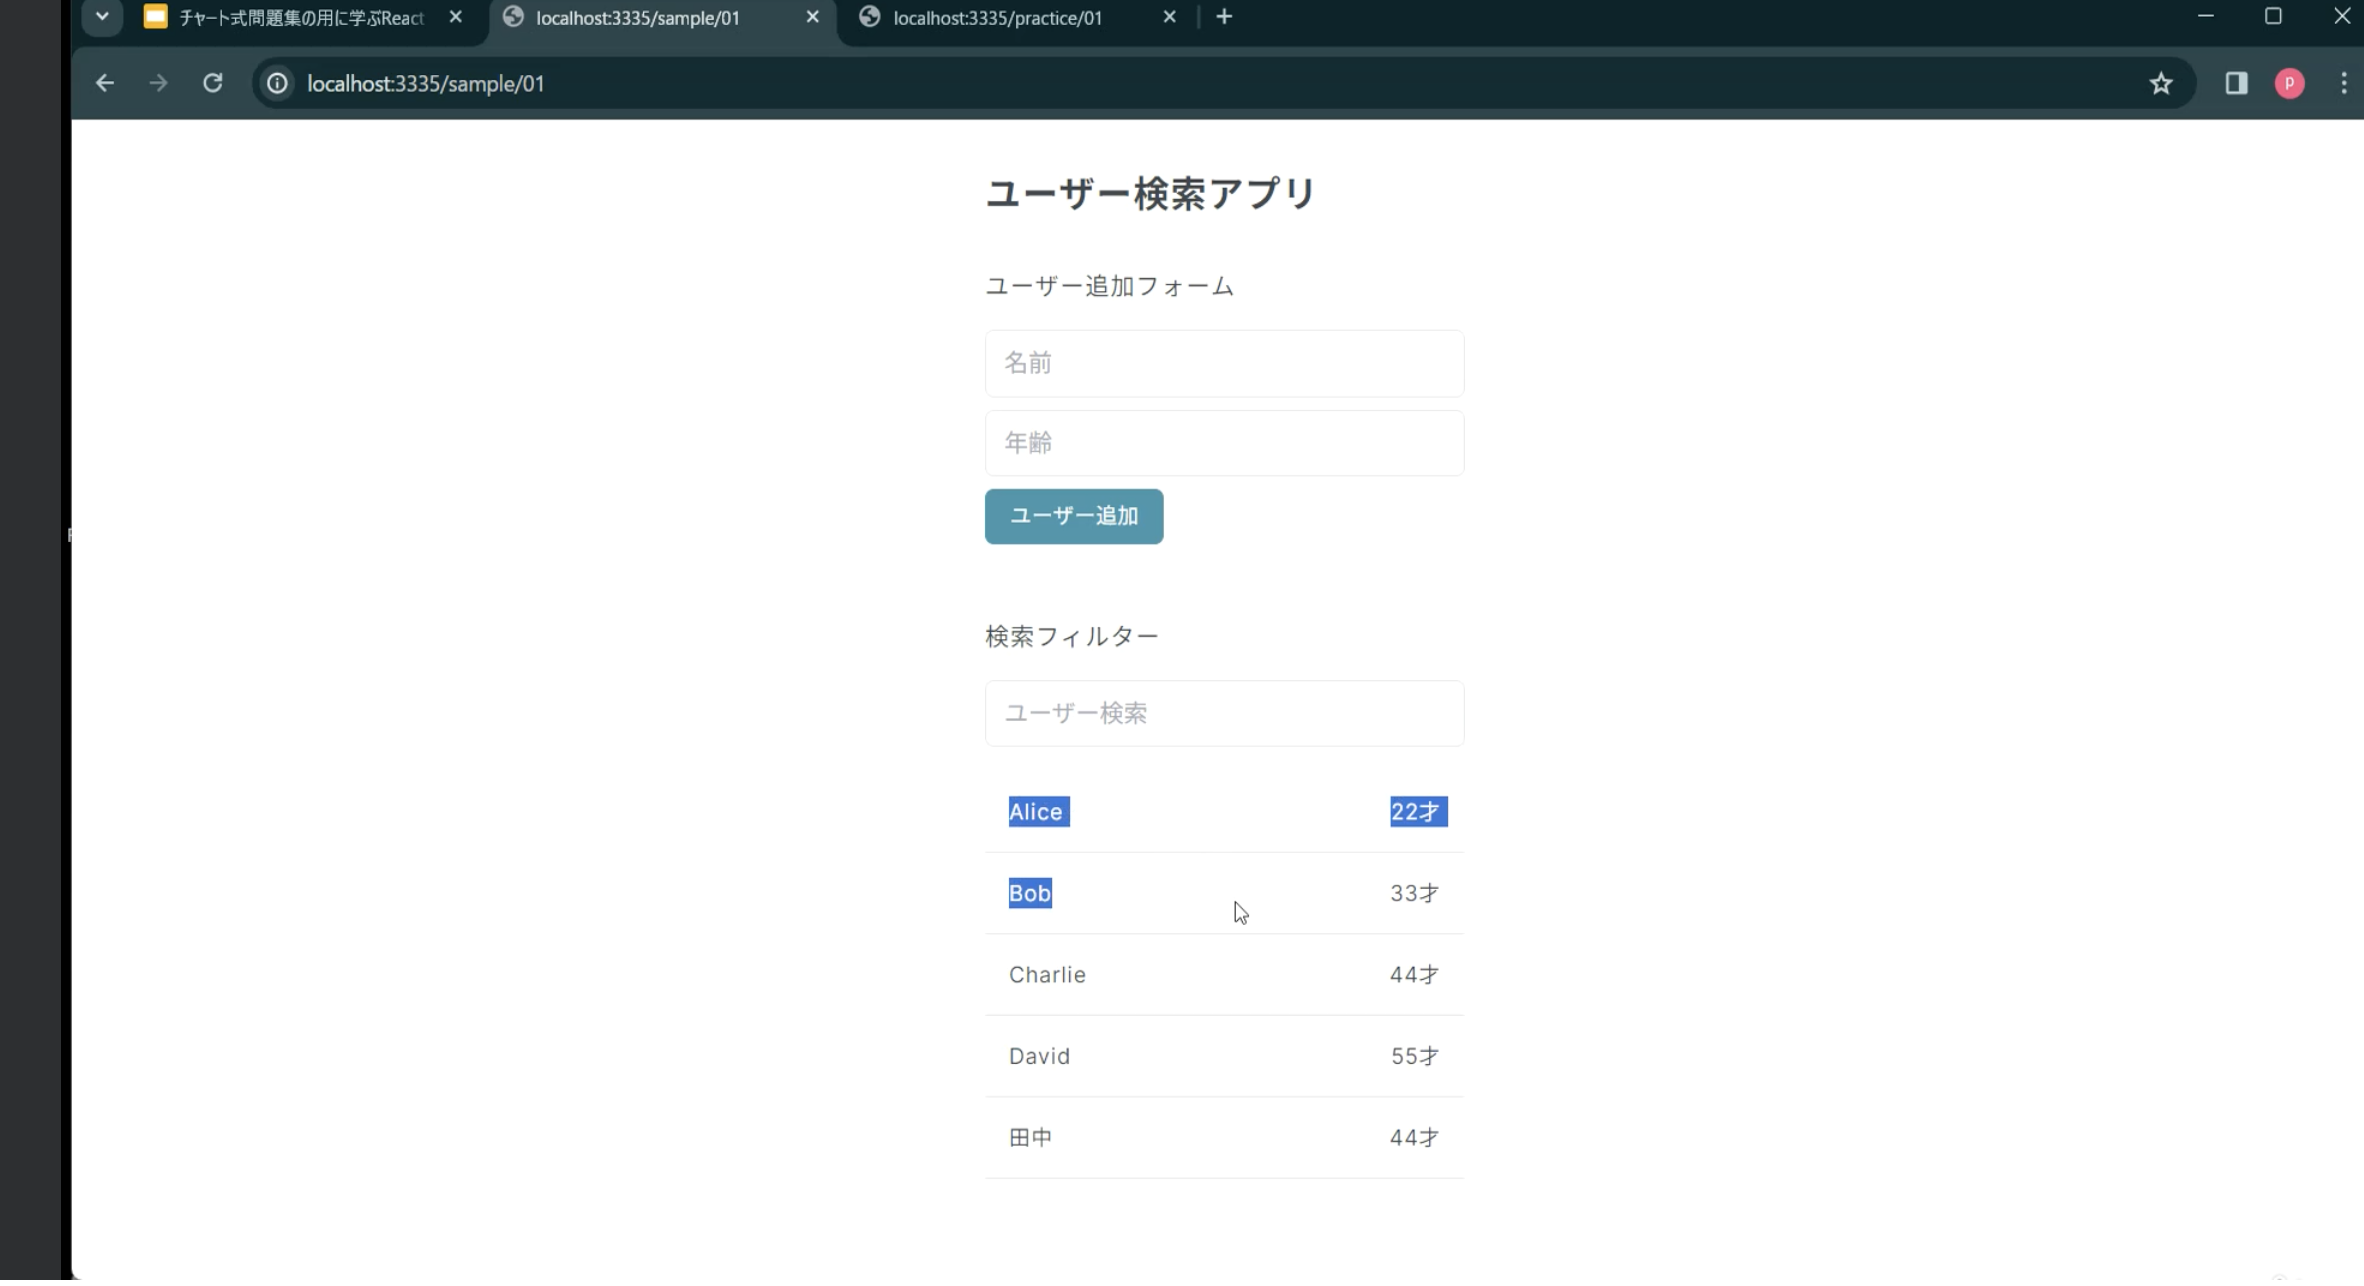 チャート式問題集の用に学ぶReact
localhost:3335/sample/01
localhost:3335/practice/01
localhost:3335/sample/01
P
ユーザー検索アプリ
ユーザー追加フォーム
名前
年齢
ユーザー追加
検索フィルター
ユーザー検索
Alice 22才
Bob 33才
Charlie 44才
David 55才
田中 44才